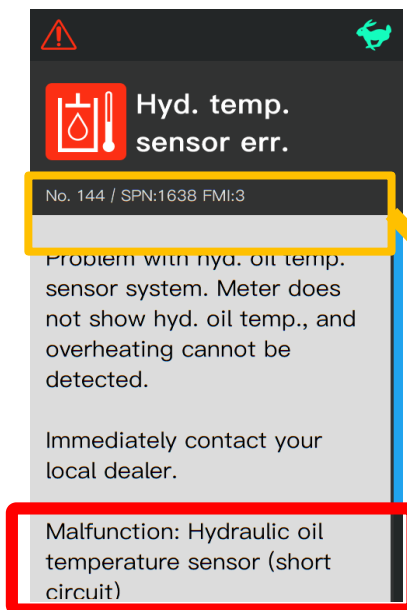 Hyd. temp.
sensor err.
No. 144 / SPN:1638 FMI:3
Problem with hyd. oil temp.
sensor system. Meter does
not show hyd. oil temp., and
overheating cannot be
detected.
Immediately contact your
local dealer.
Malfunction: Hydraulic oil
temperature sensor (short
circuit)